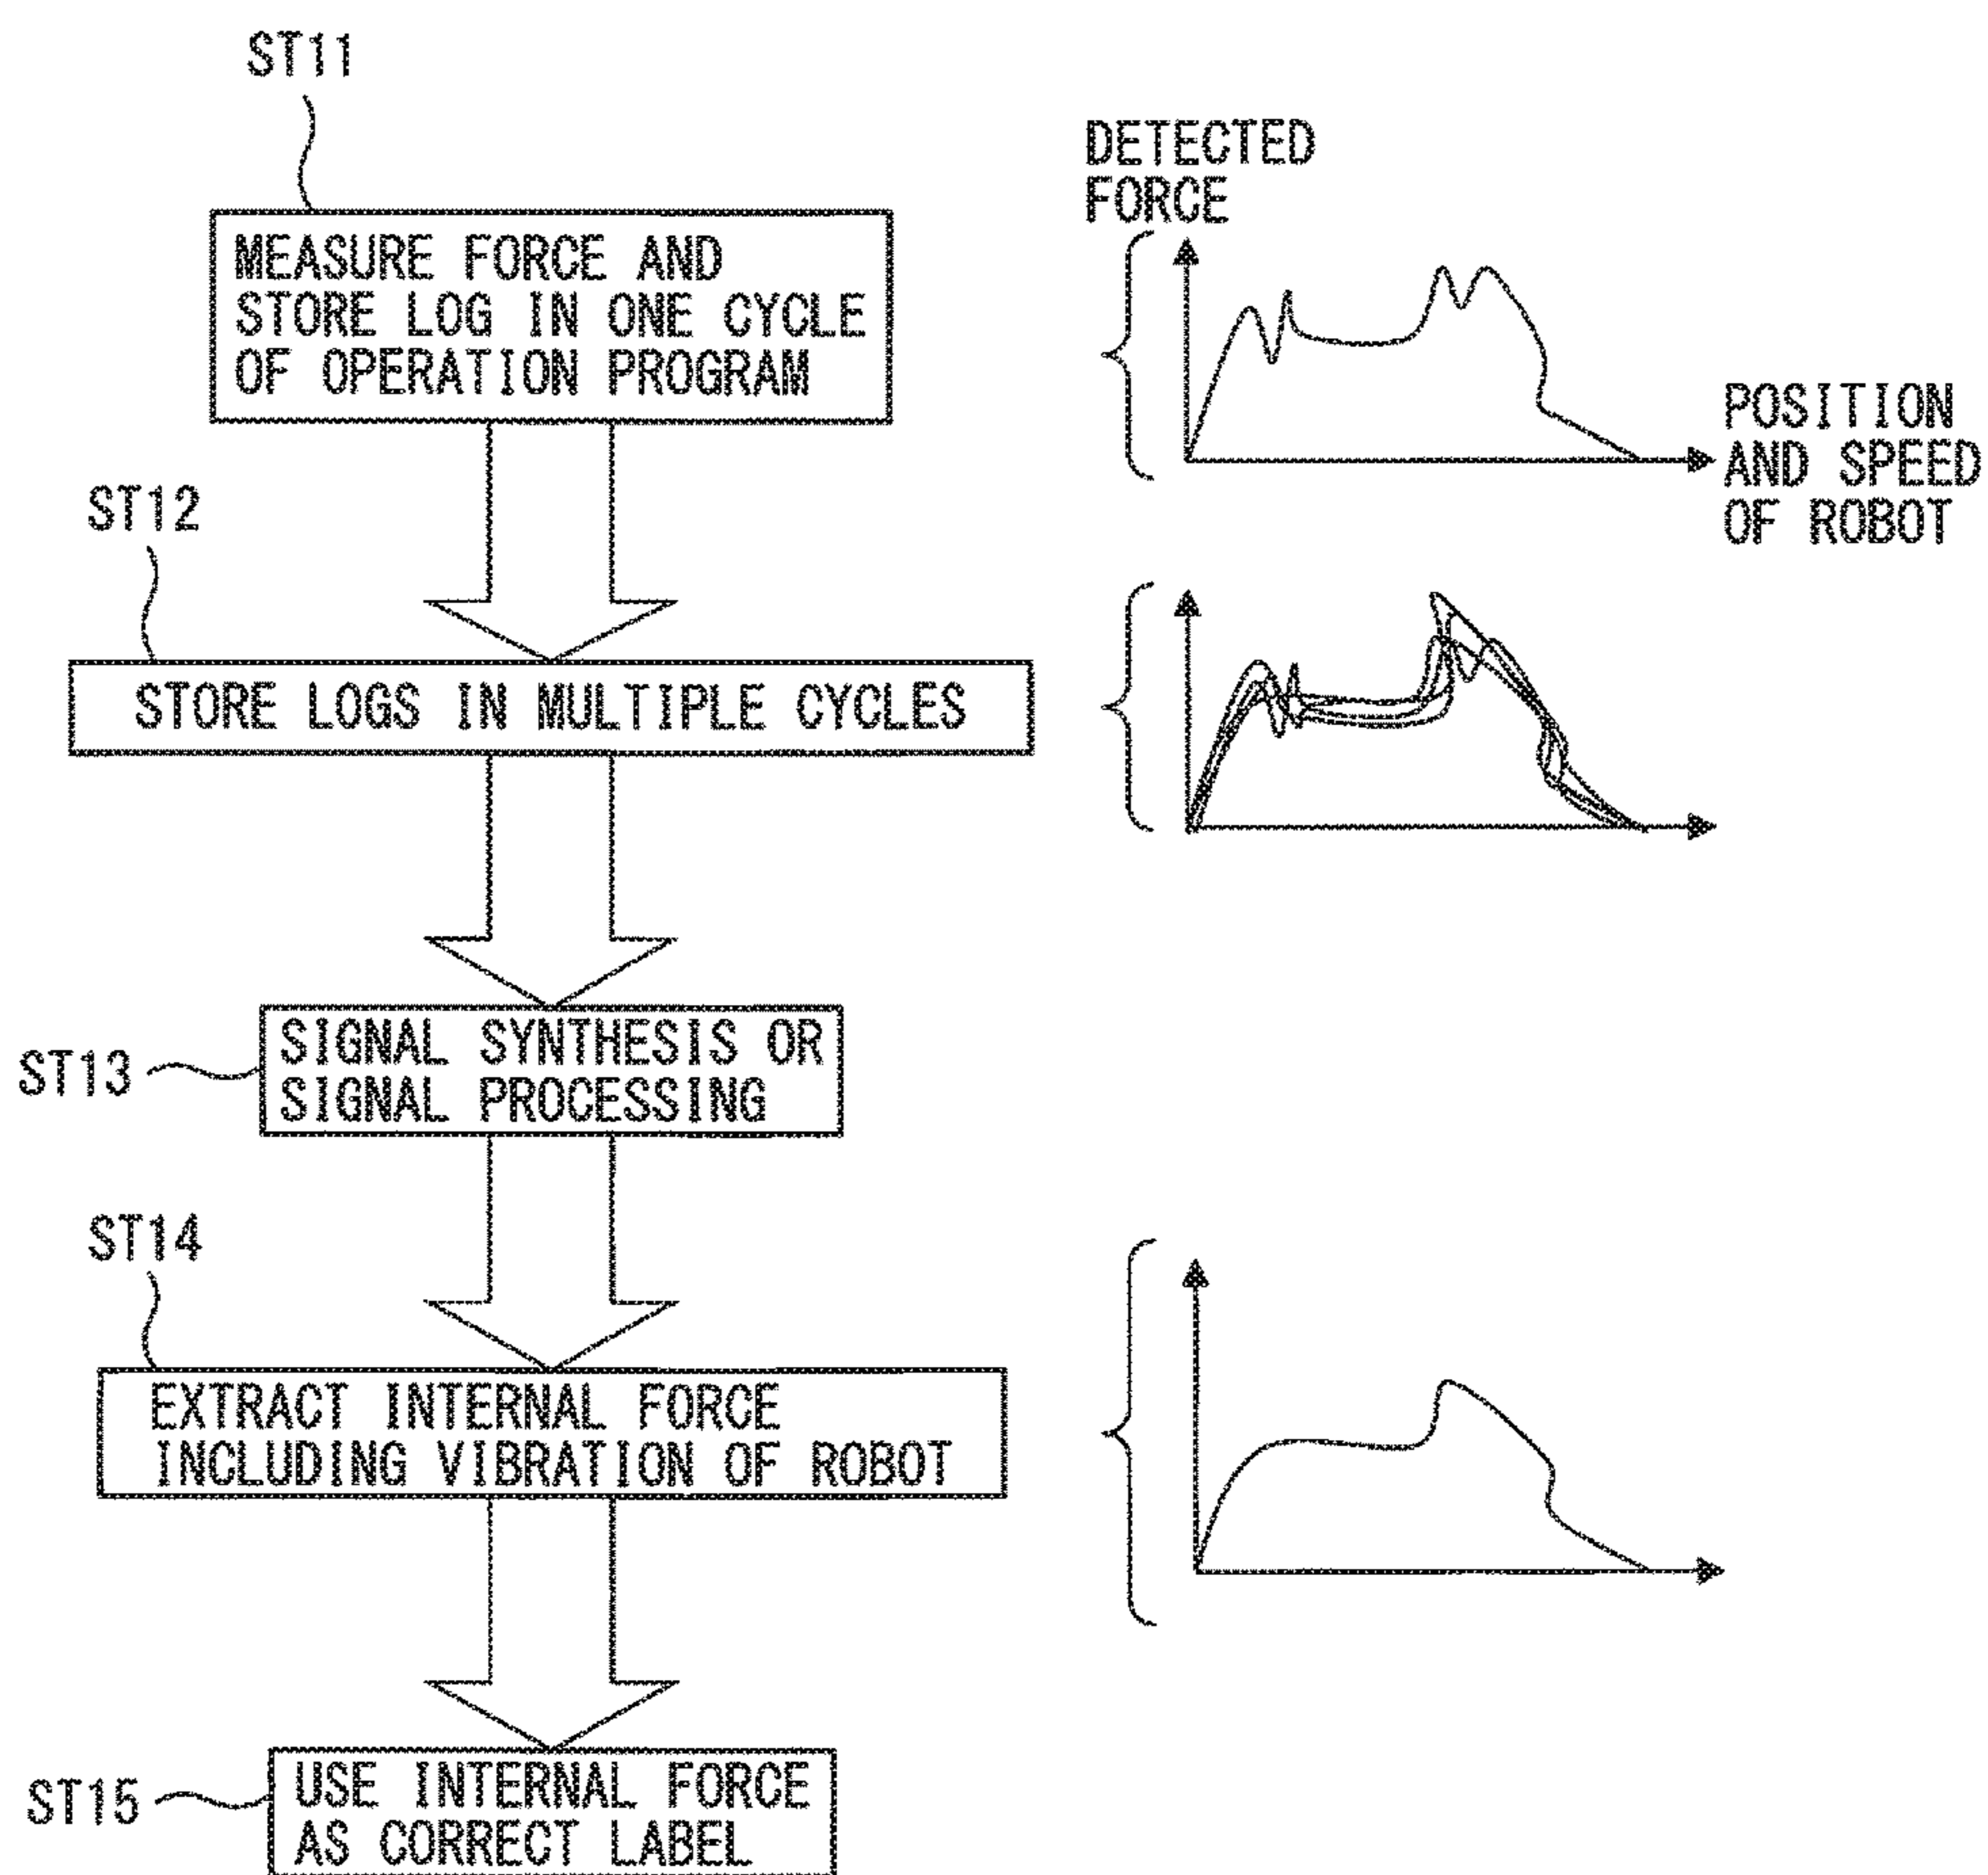 ST11
MEASURE FORCE AND
STORE LOG IN ONE CYCLE
OF OPERATION PROGRAM
DETECTED
FORCE
POSITION
AND SPEED
OF ROBOT
ST12
STORE LOGS IN MULTIPLE CYCLES
ST13
SIGNAL SYNTHESIS OR
SIGNAL PROCESSING
ST14
EXTRACT INTERNAL FORCE
INCLUDING VIBRATION OF ROBOT
ST15
USE INTERNAL FORCE
AS CORRECT LABEL